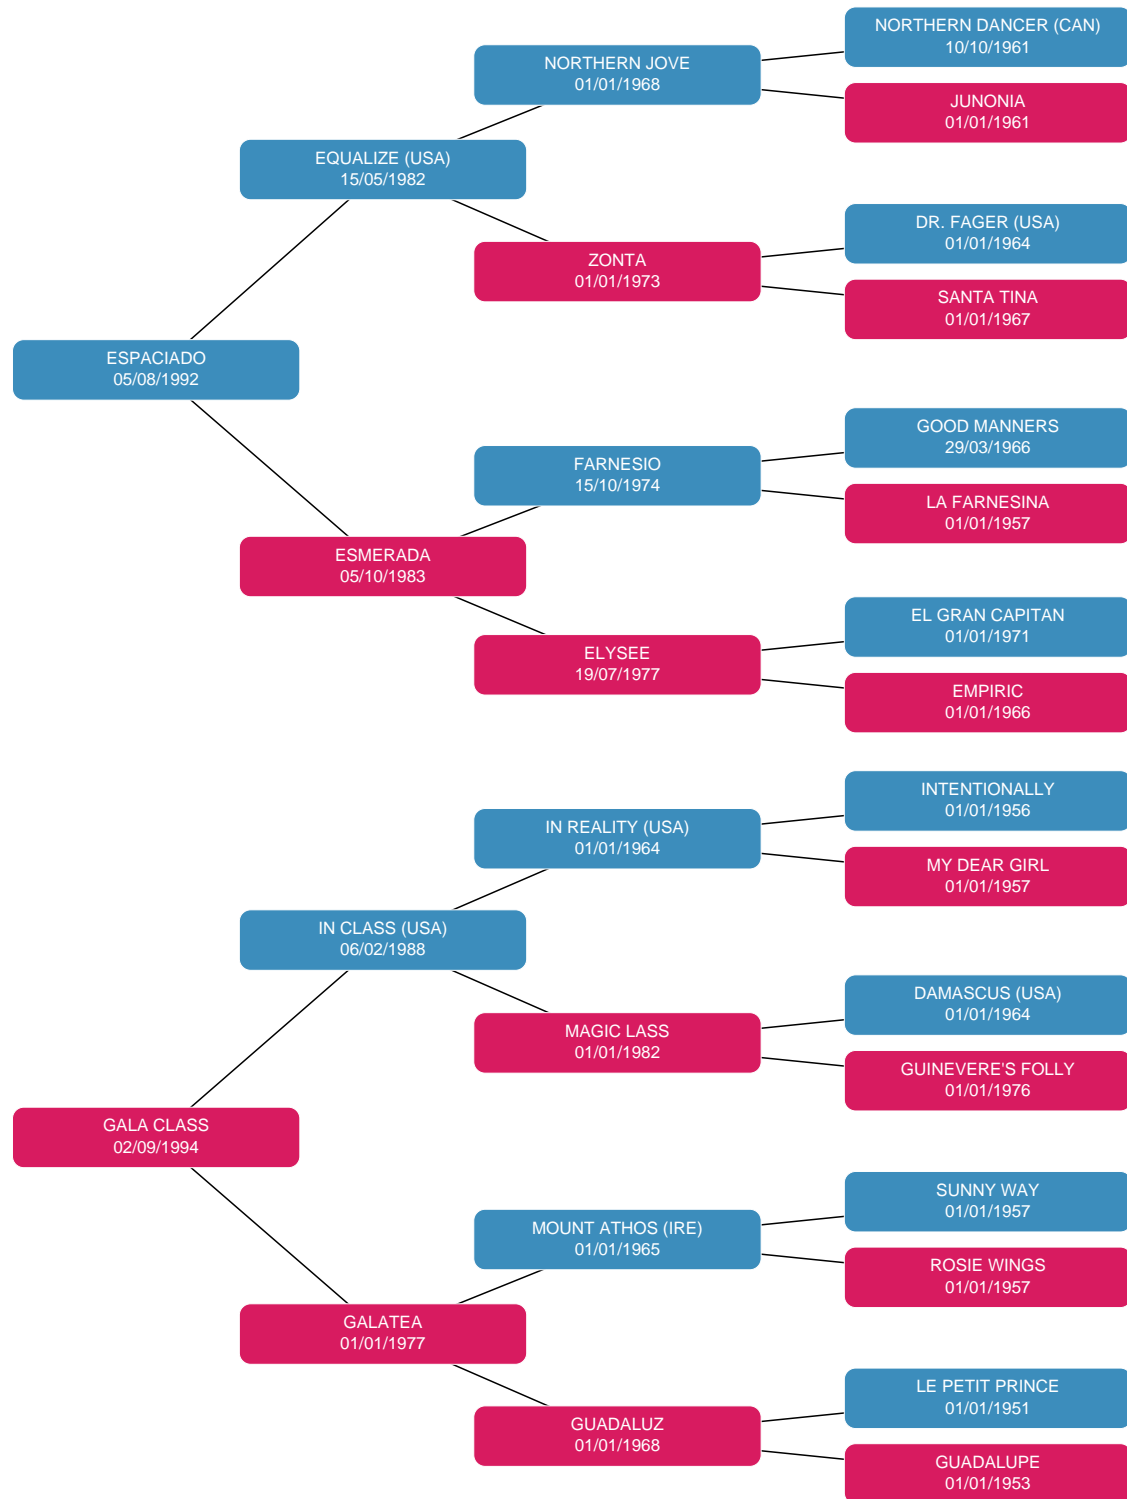 NORTHERN DANCER (CAN)
10/10/1961
NORTHERN JOVE
01/01/1968
JUNONIA
01/01/1961
EQUALIZE (USA)
15/05/1982
DR. FAGER (USA)
01/01/1964
ZONTA
01/01/1973
SANTA TINA
01/01/1967
ESPACIADO
05/08/1992
GOOD MANNERS
29/03/1966
FARNESIO
15/10/1974
LA FARNESINA
01/01/1957
ESMERADA
05/10/1983
EL GRAN CAPITAN
01/01/1971
ELYSEE
19/07/1977
EMPIRIC
01/01/1966
INTENTIONALLY
01/01/1956
IN REALITY (USA)
01/01/1964
MY DEAR GIRL
01/01/1957
IN CLASS (USA)
06/02/1988
DAMASCUS (USA)
01/01/1964
MAGIC LASS
01/01/1982
GUINEVERE'S FOLLY
01/01/1976
GALA CLASS
02/09/1994
SUNNY WAY
01/01/1957
MOUNT ATHOS (IRE)
01/01/1965
ROSIE WINGS
01/01/1957
GALATEA
01/01/1977
LE PETIT PRINCE
01/01/1951
GUADALUZ
01/01/1968
GUADALUPE
01/01/1953